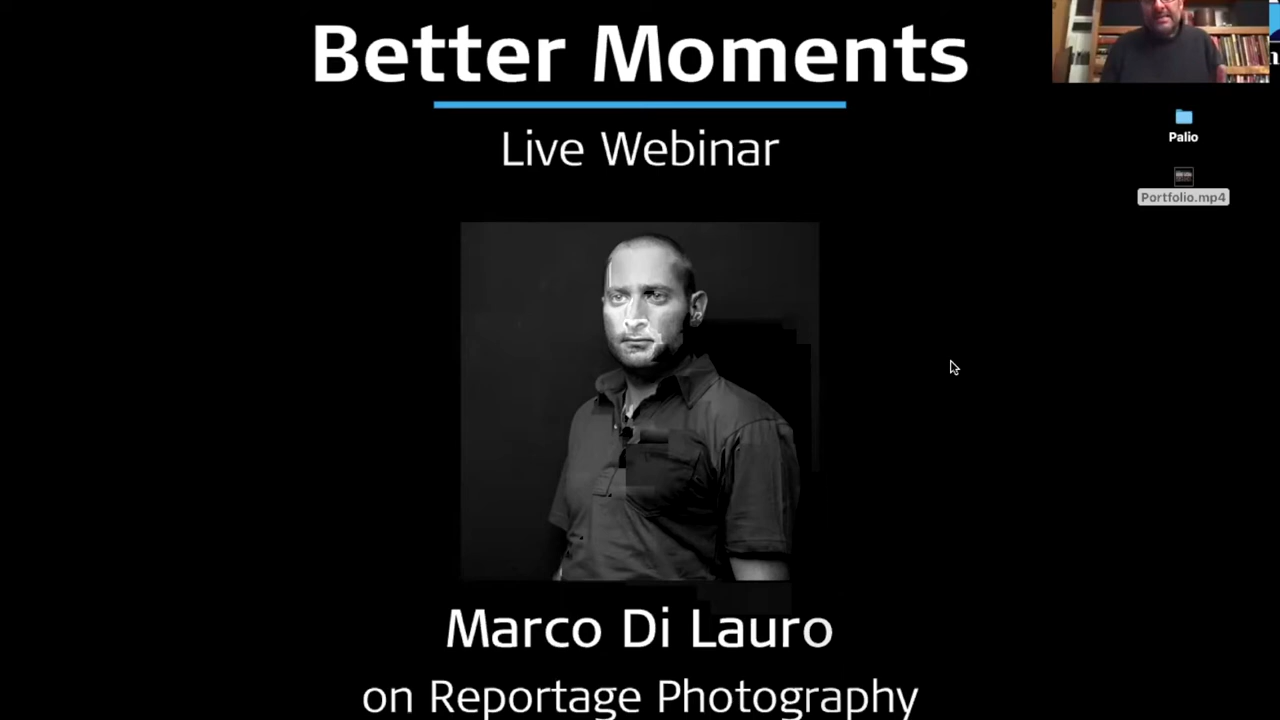 Better Moments
Live Webinar
Palio
Portfolio.mp4
Marco Di Lauro
on Reportage Photography